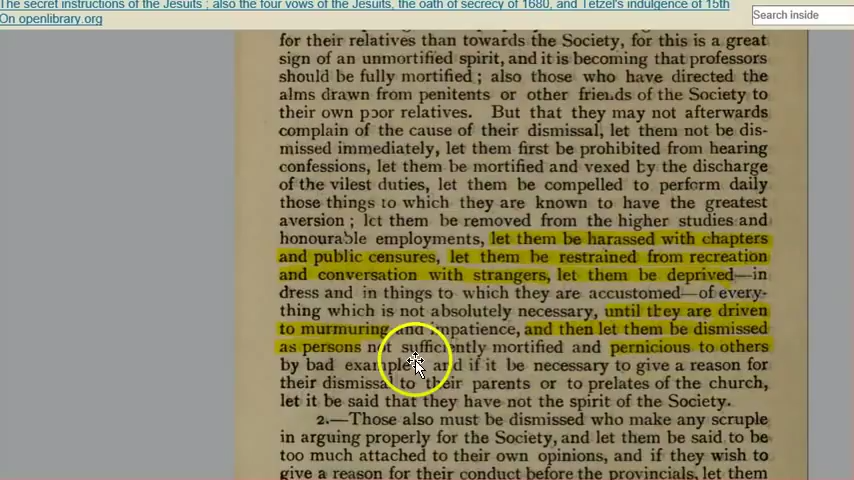 The secret instructions of the Jesuits ; also the four vows of the Jesuits, the oath of secrecy of 1680, and Tetzel's indulgence of 15th
On openlibrary.org
Search inside
for their relatives than towards the Society, for this is a great
sign of an unmortified spirit, and it is becoming that professors
should be fully mortified ; also those who have directed the
alms drawn from penitents or other friends of the Society to
their own poor relatives. But that they may not afterwards
complain of the cause of their dismissal, let them not be dis-
missed immediately, let them first be prohibited from hearing
confessions, let them be mortified and vexed by the discharge
of the vilest duties, let them be compelled to perform daily
those things to which they are known to have the greatest
aversion ; let them be removed from the higher studies and
honourable employments, let them be harassed with chapters
and public censures, let them be restrained from recreation
and conversation with strangers, let them be deprived—in
dress and in things to which they are accustomed—of every-
thing which is not absolutely necessary, until they are driven
to murmuring and impatience, and then let them be dismissed
as persons not sufficiently mortified and pernicious to others
by bad example, and if it be necessary to give a reason for
their dismissal to their parents or to prelates of the church,
let it be said that they have not the spirit of the Society.
2.—Those also must be dismissed who make any scruple
in arguing properly for the Society, and let them be said to be
too much attached to their own opinions, and if they wish to
give a reason for their conduct before the provincials, let them